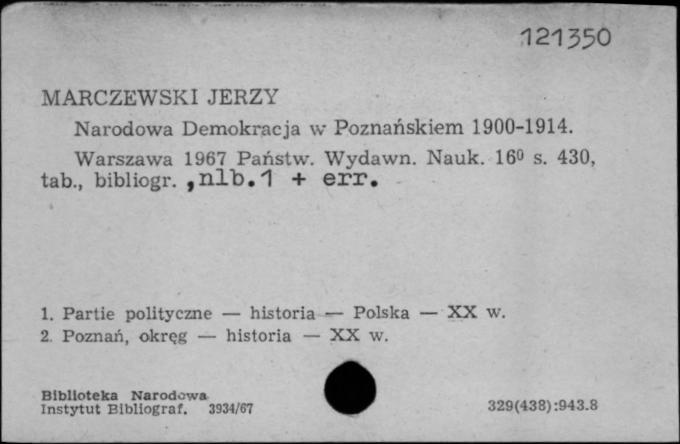 121350
MARCZEWSKI JERZY
Narodowa Demokracja w Poznańskiem 1900-1914.
Warszawa 1967 Państw. Wydawn. Nauk. 16⁰ s. 430,
tab., bibliogr. ,nlb.1 + err.
1. Partie polityczne — historia — Polska — XX w.
2. Poznań, okręg — historia — XX w.
Biblioteka Narodowa
Instytut Bibliograf. 3934/67
329(438):943.8